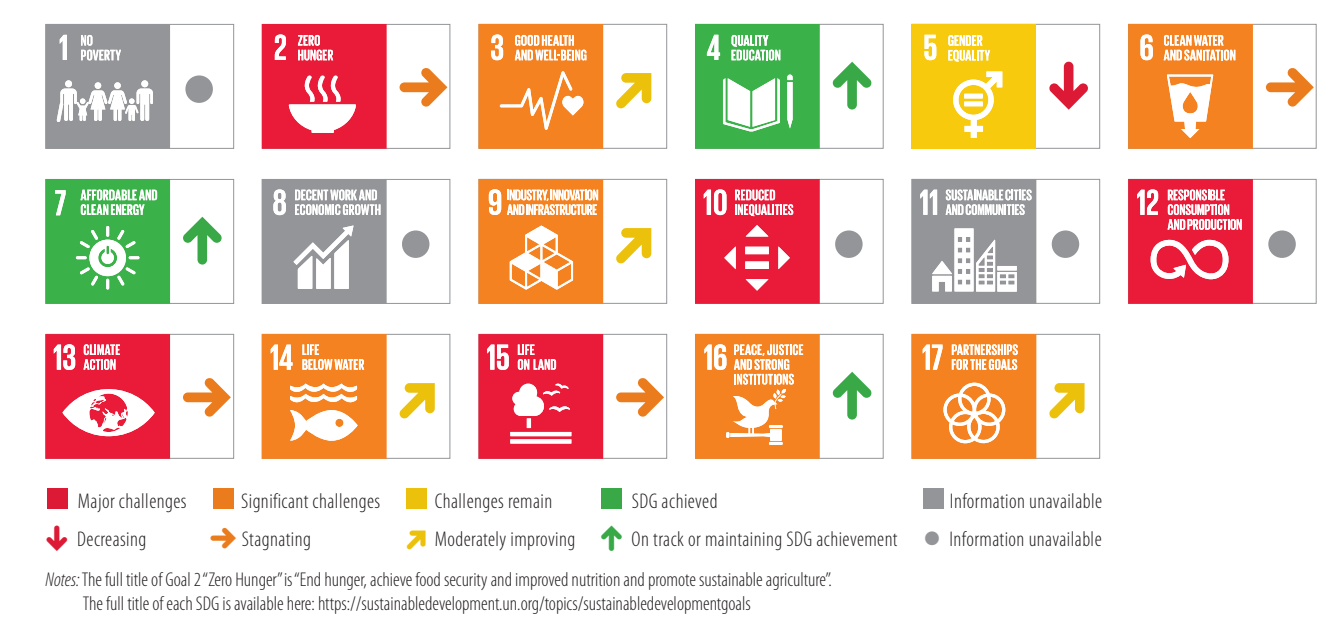 1 NO
POVERTY
2 ZERO
HUNGER
3 GOOD HEALTH
AND WELL-BEING
4 QUALITY
EDUCATION
5 GENDER
EQUALITY
6 CLEAN WATER
AND SANITATION
7 AFFORDABLE AND
CLEAN ENERGY
8 DECENT WORK AND
ECONOMIC GROWTH
9 INDUSTRY, INNOVATION
AND INFRASTRUCTURE
10 REDUCED
INEQUALITIES
11 SUSTAINABLE CITIES
AND COMMUNITIES
12 RESPONSIBLE
CONSUMPTION
AND PRODUCTION
13 CLIMATE
ACTION
14 LIFE
BELOW WATER
15 LIFE
ON LAND
16 PEACE, JUSTICE
AND STRONG
INSTITUTIONS
17 PARTNERSHIPS
FOR THE GOALS
Major challenges Significant challenges Challenges remain SDG achieved Information unavailable
Decreasing Stagnating Moderately improving On track or maintaining SDG achievement Information unavailable
Notes: The full title of Goal 2 “Zero Hunger” is “End hunger, achieve food security and improved nutrition and promote sustainable agriculture”.
The full title of each SDG is available here: https://sustainabledevelopment.un.org/topics/sustainabledevelopmentgoals